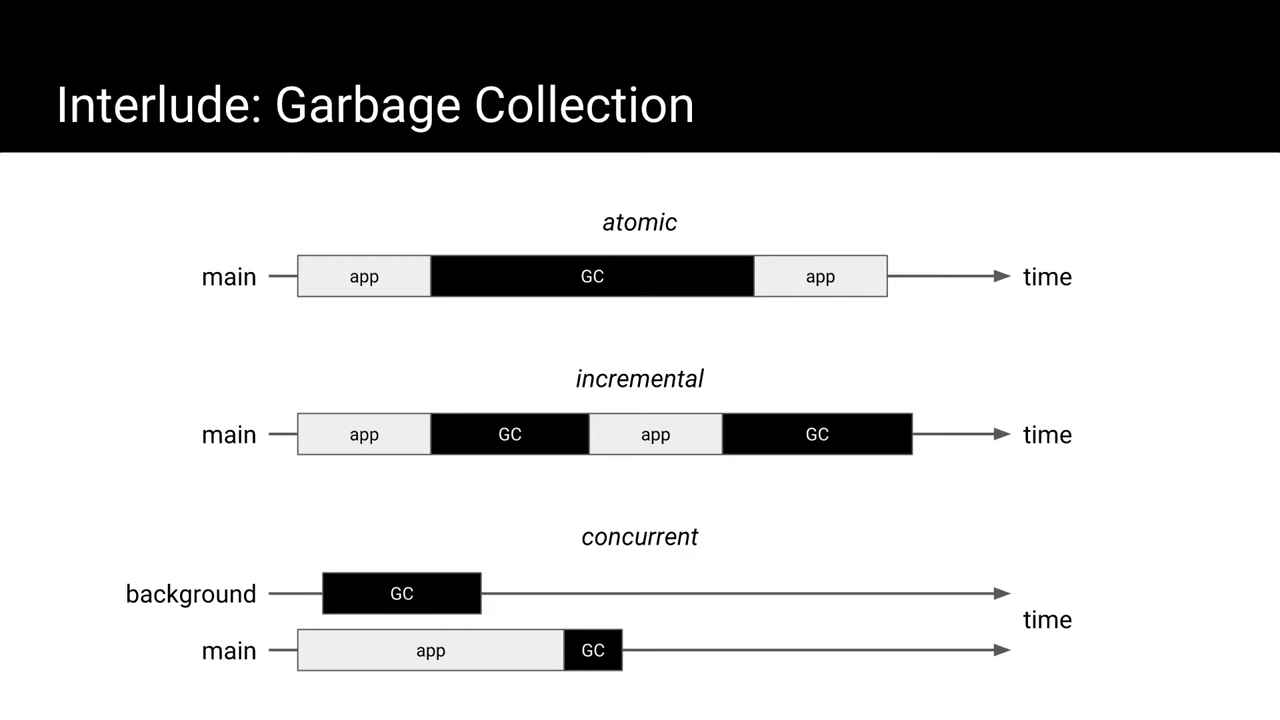 Interlude: Garbage Collection
atomic
main app GC app time
incremental
main app GC app GC time
concurrent
background GC
time
main app GC